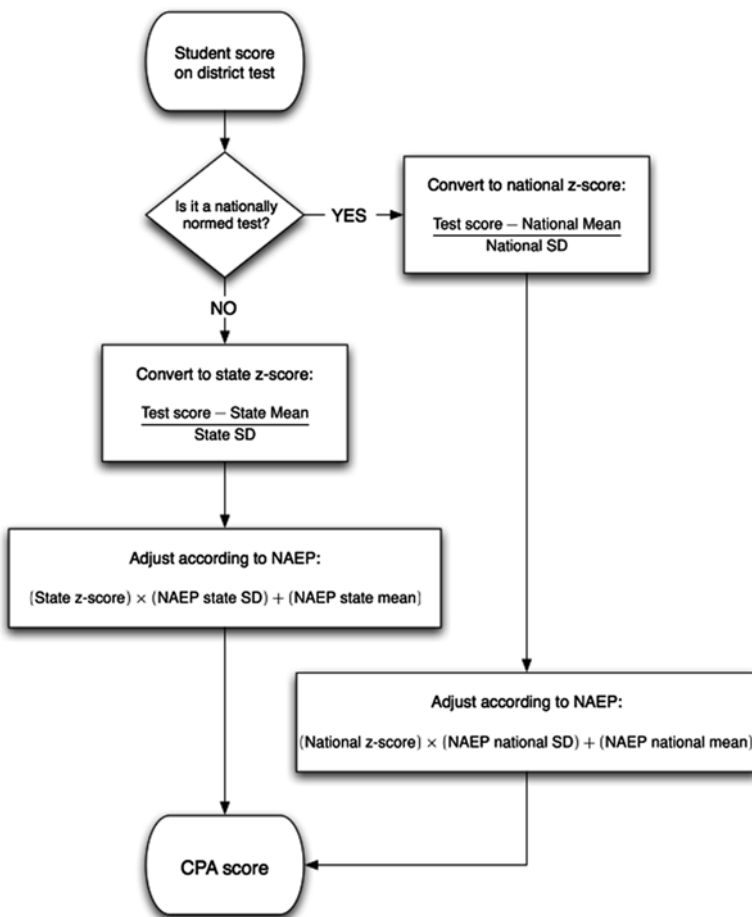 Student score
on district test
Is it a nationally
normed test?
YES
Convert to national z-score:
Test score − National Mean
National SD
NO
Convert to state z-score:
Test score − State Mean
State SD
Adjust according to NAEP:
(State z-score) × (NAEP state SD) + (NAEP state mean)
Adjust according to NAEP:
(National z-score) × (NAEP national SD) + (NAEP national mean)
CPA score